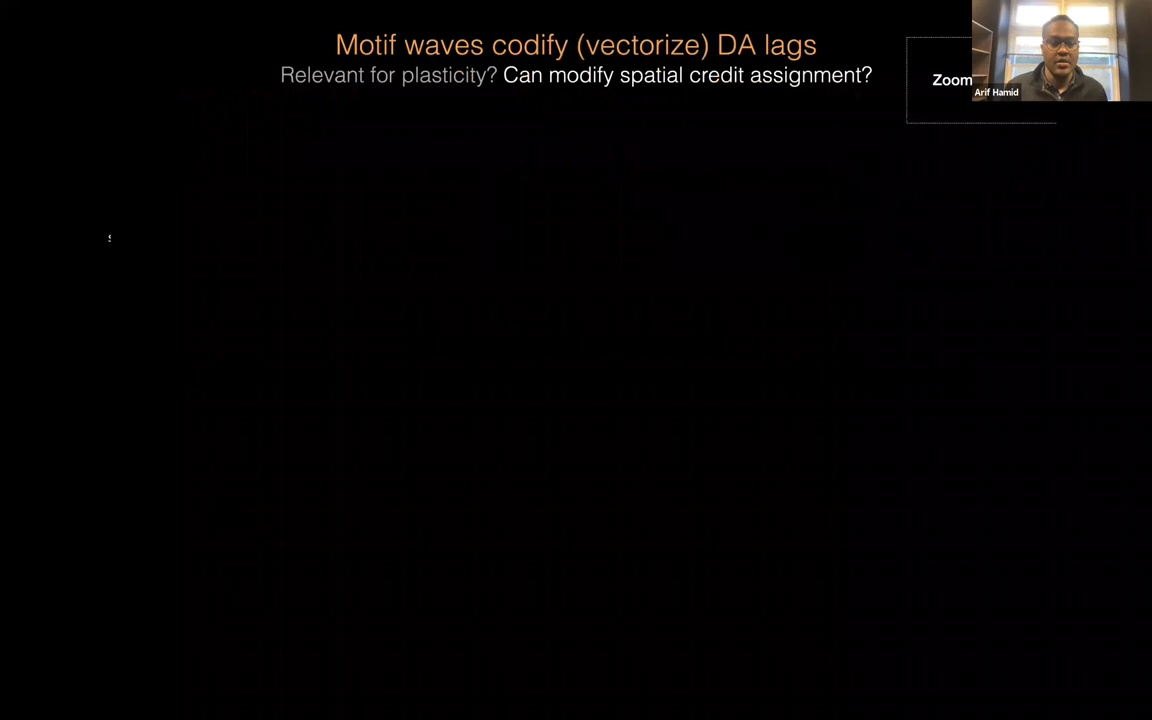 Motif waves codify (vectorize) DA lags
Relevant for plasticity? Can modify spatial credit assignment?
Zoom
Arif Hamid